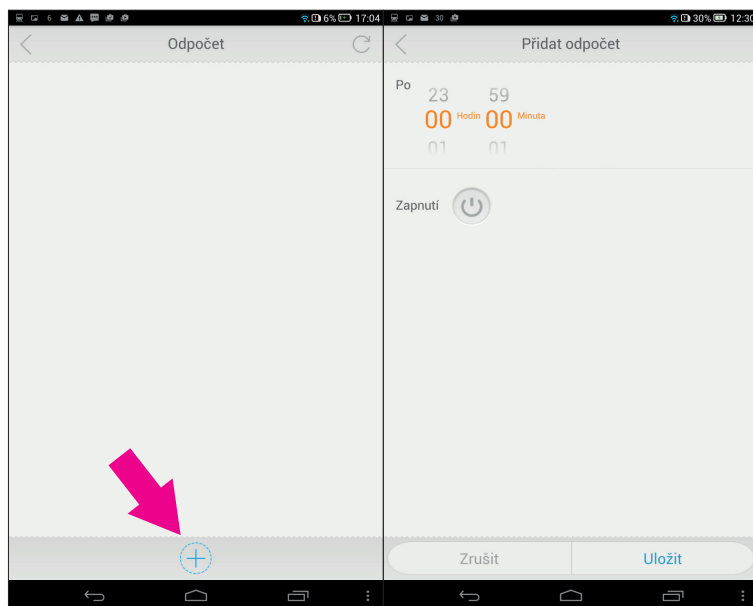 6
6%
17:04
Odpočet
30
30%
12:30
Přidat odpočet
Po
23 59
00 Hodin 00 Minuta
01 01
Zapnutí
Zrušit Uložit